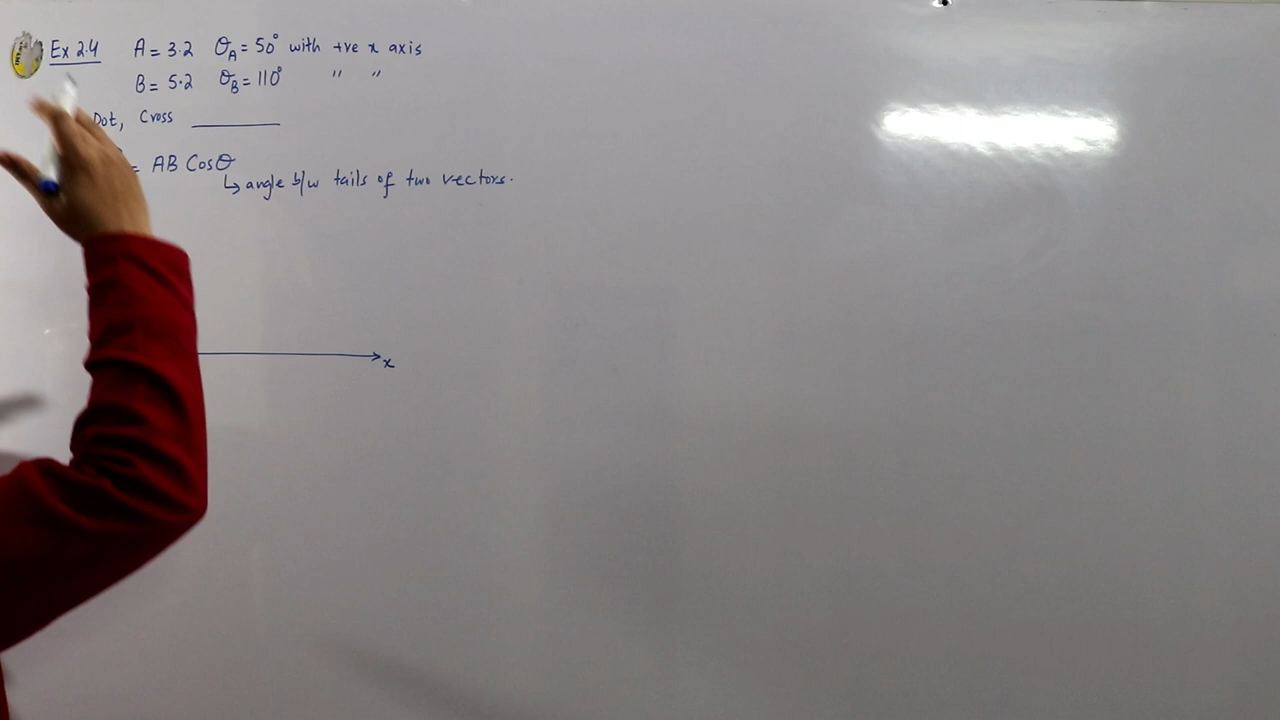 Ex 2.4 A = 3.2 θ_A = 50° with +ve x axis
B = 5.2 θ_B = 110° " "
Dot, Cross
= AB Cosθ
↳ angle b/w tails of two vectors.
x